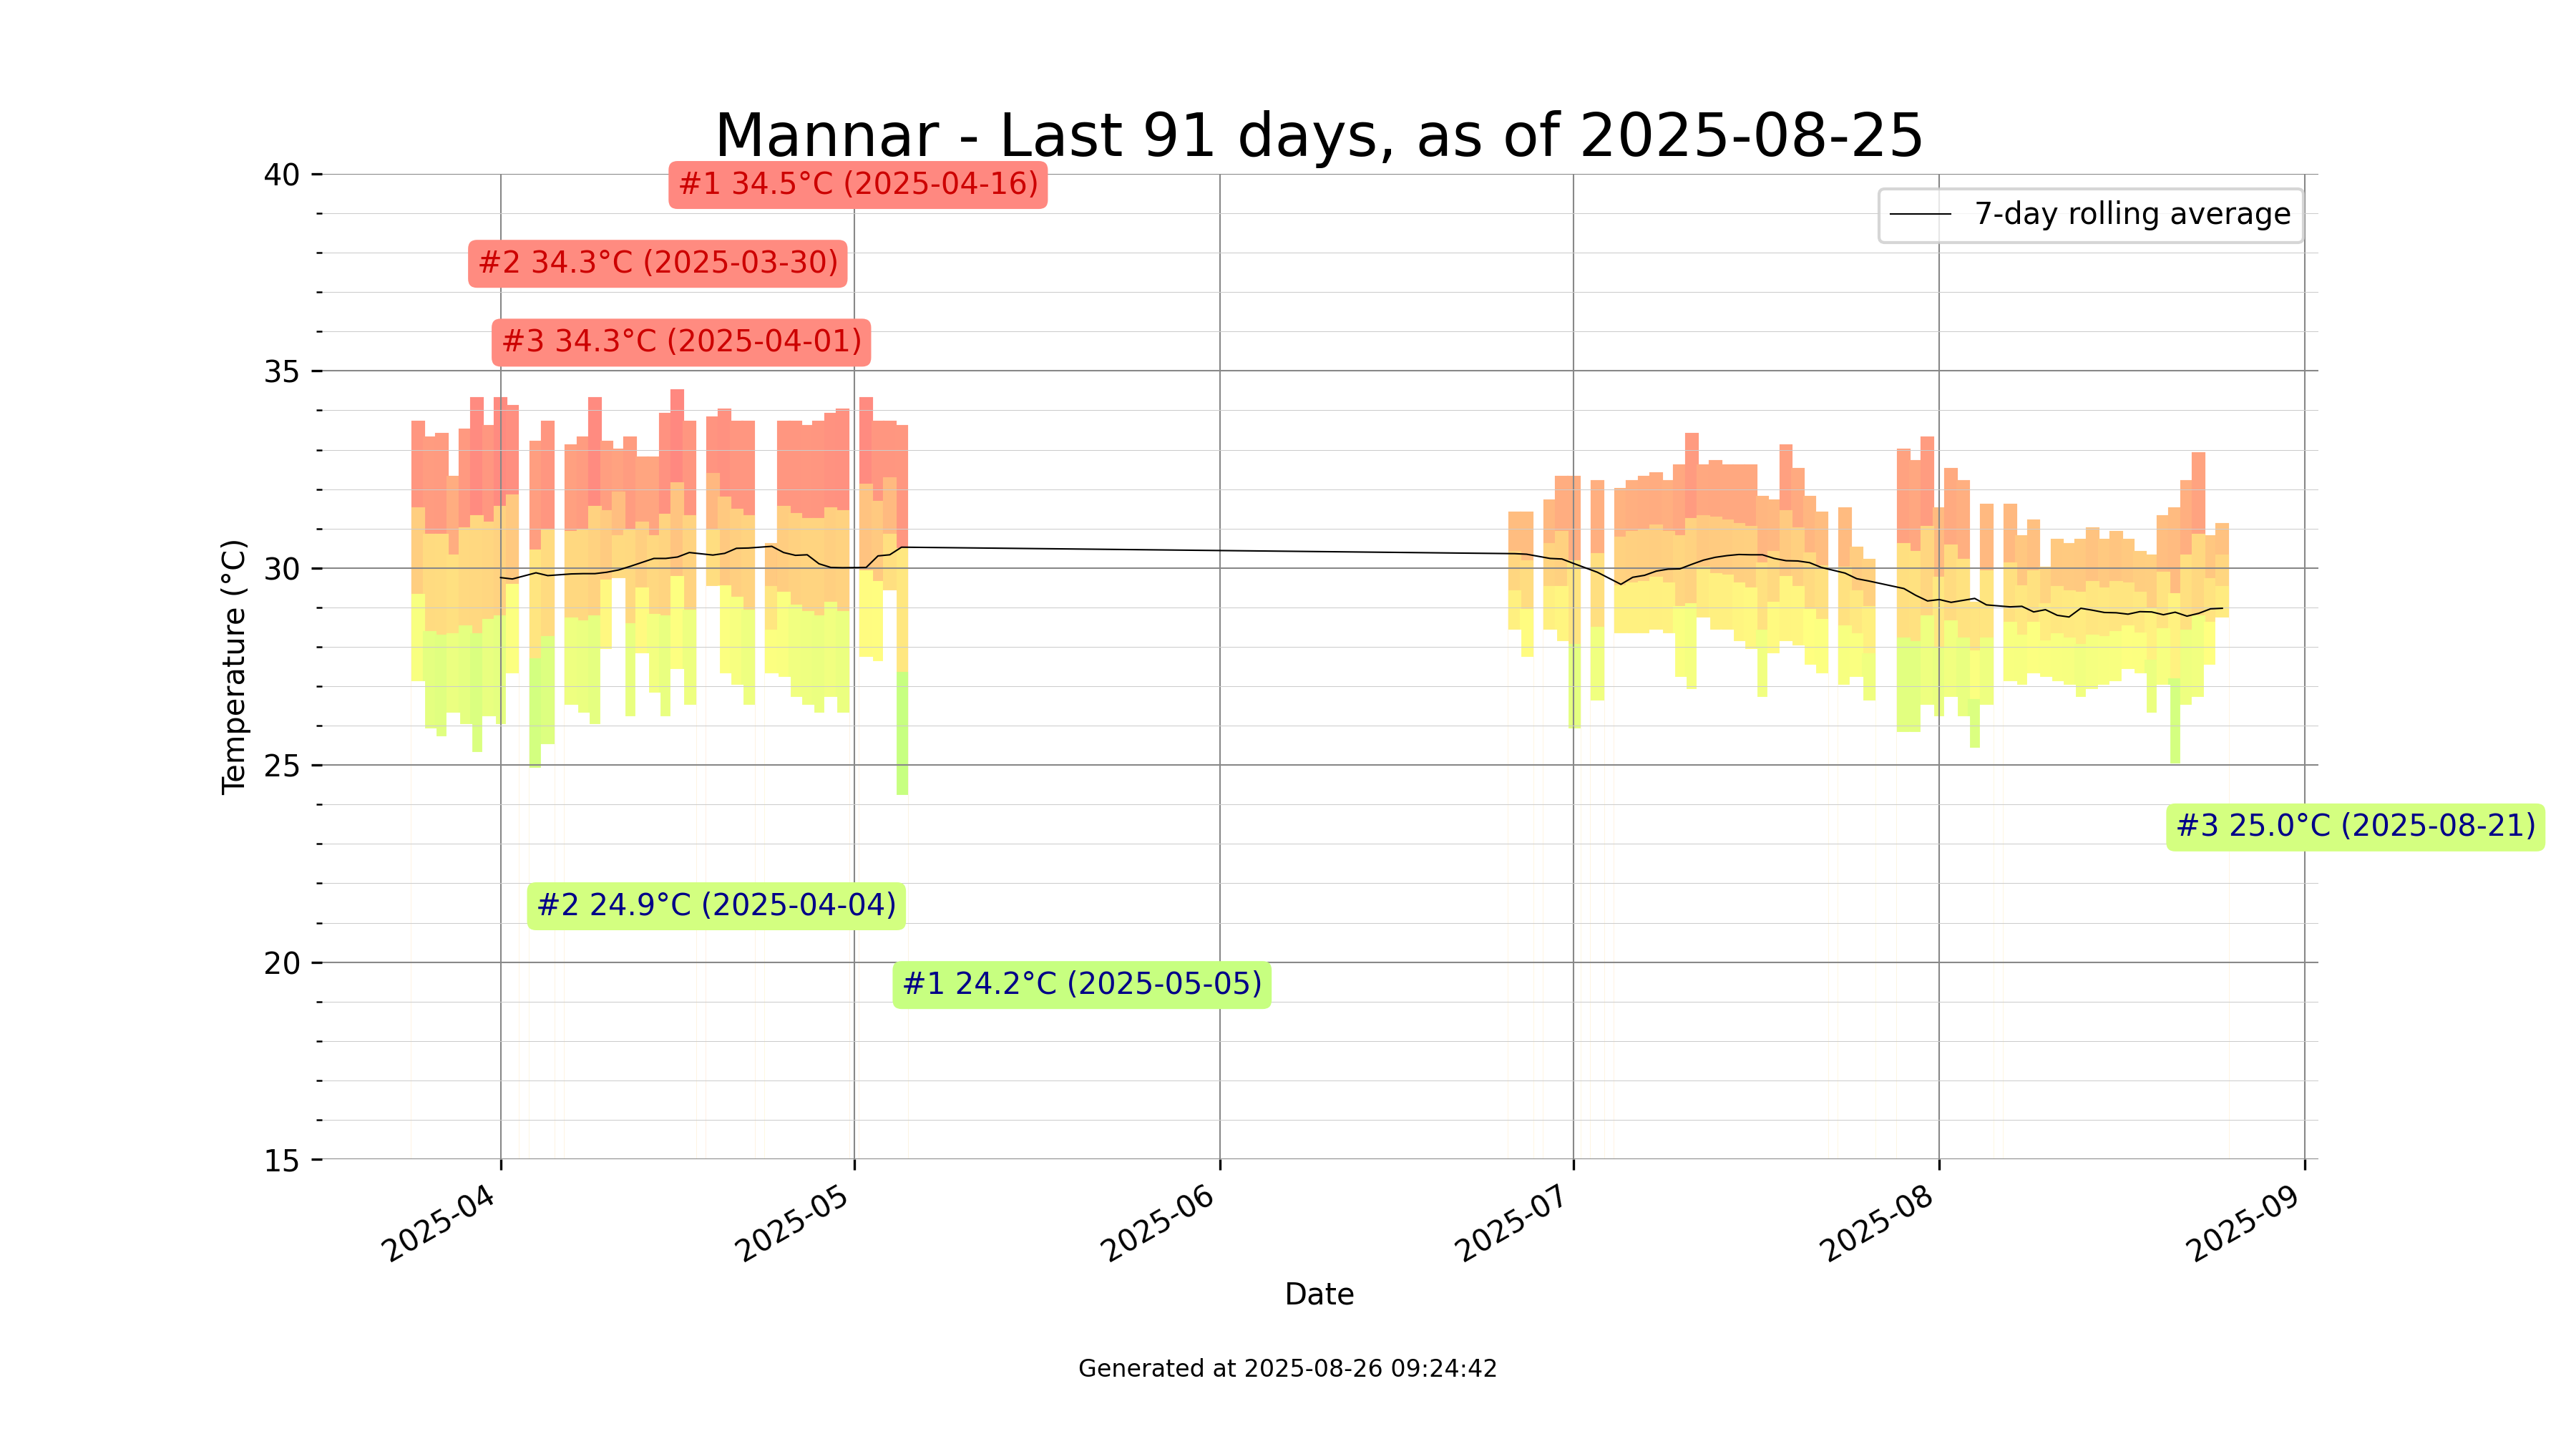 Mannar - Last 91 days, as of 2025-08-25
40
#1 34.5°C (2025-04-16)
7-day rolling average
#2 34.3°C (2025-03-30)
#3 34.3°C (2025-04-01)
35
30
Temperature (°C)
25
#3 25.0°C (2025-08-21)
#2 24.9°C (2025-04-04)
20
#1 24.2°C (2025-05-05)
15
2025-04
2025-05
2025-06
2025-07
2025-08
2025-09
Date
Generated at 2025-08-26 09:24:42